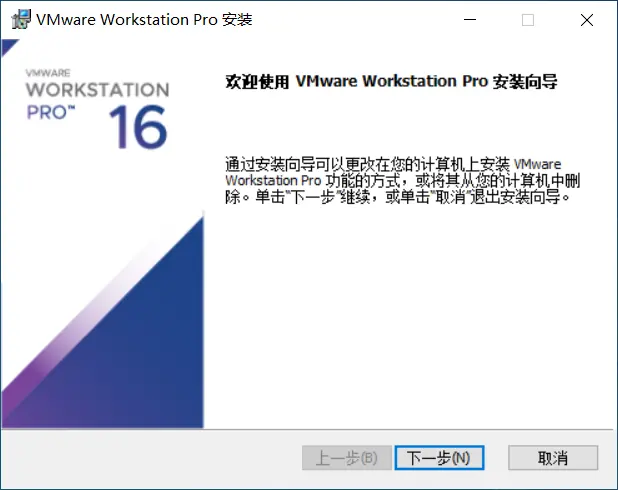 VMware Workstation Pro 安装
VMWARE
WORKSTATION
PRO™ 16
欢迎使用 VMware Workstation Pro 安装向导
通过安装向导可以更改在您的计算机上安装 VMware
Workstation Pro 功能的方式，或将其从您的计算机中删
除。单击“下一步”继续，或单击“取消”退出安装向导。
上一步(B) 下一步(N) 取消